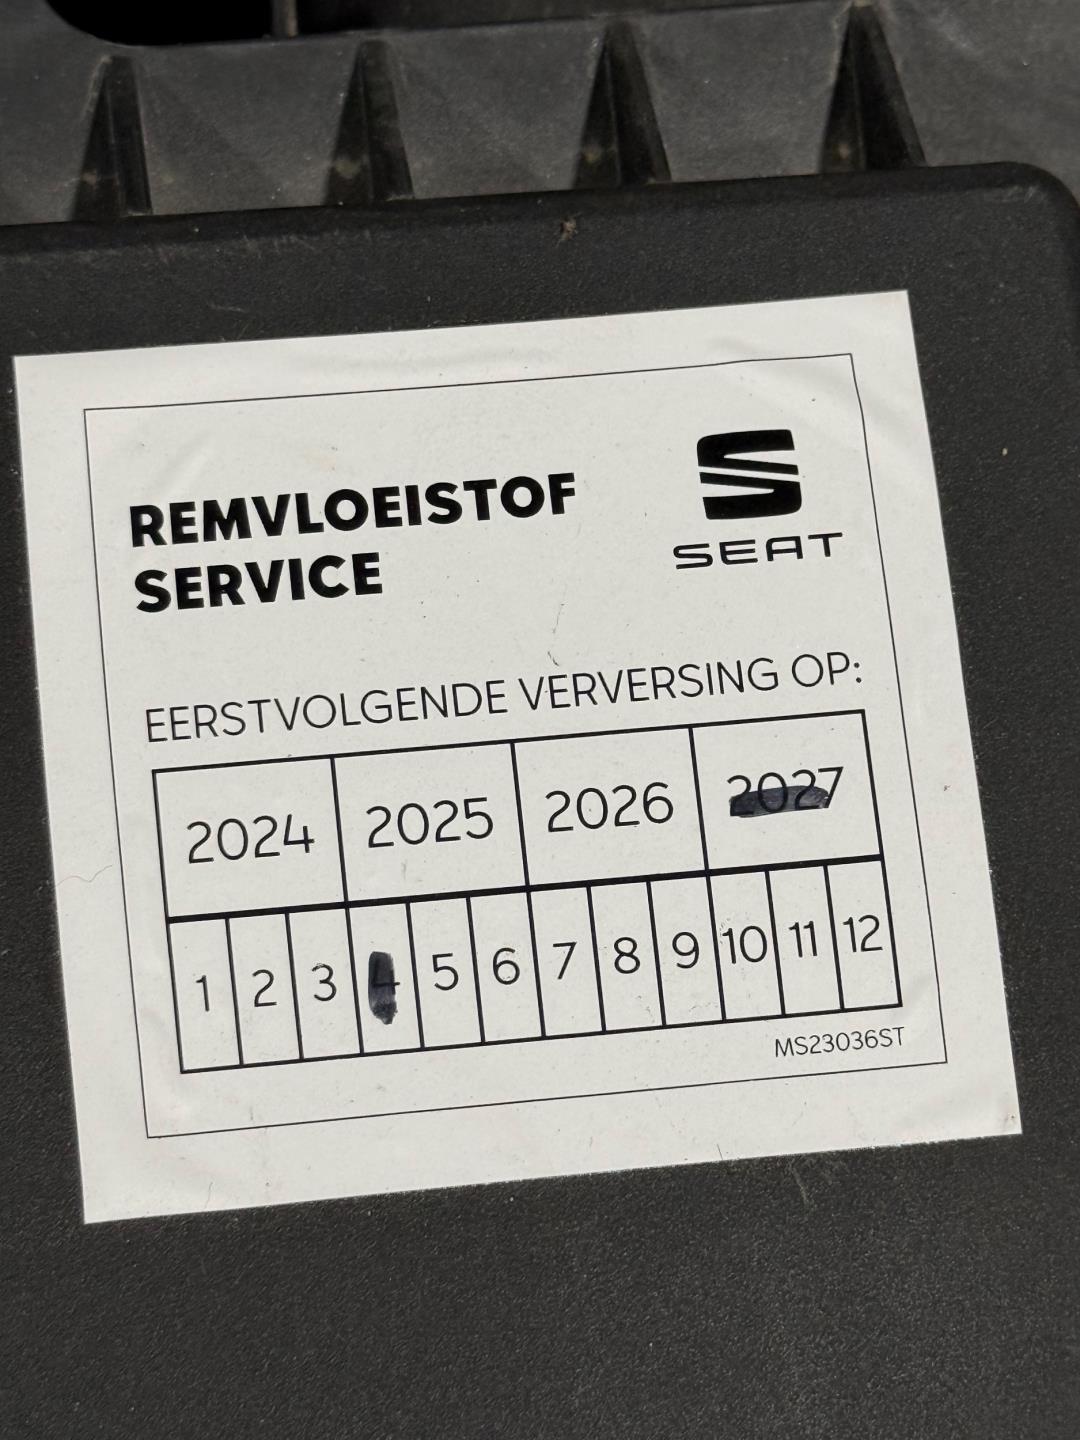 REMVLOEISTOF
SERVICE
SEAT
EERSTVOLGENDE VERVERSING OP:
2024 2025 2026 2027
1 2 3 4 5 6 7 8 9 10 11 12
MS23036ST